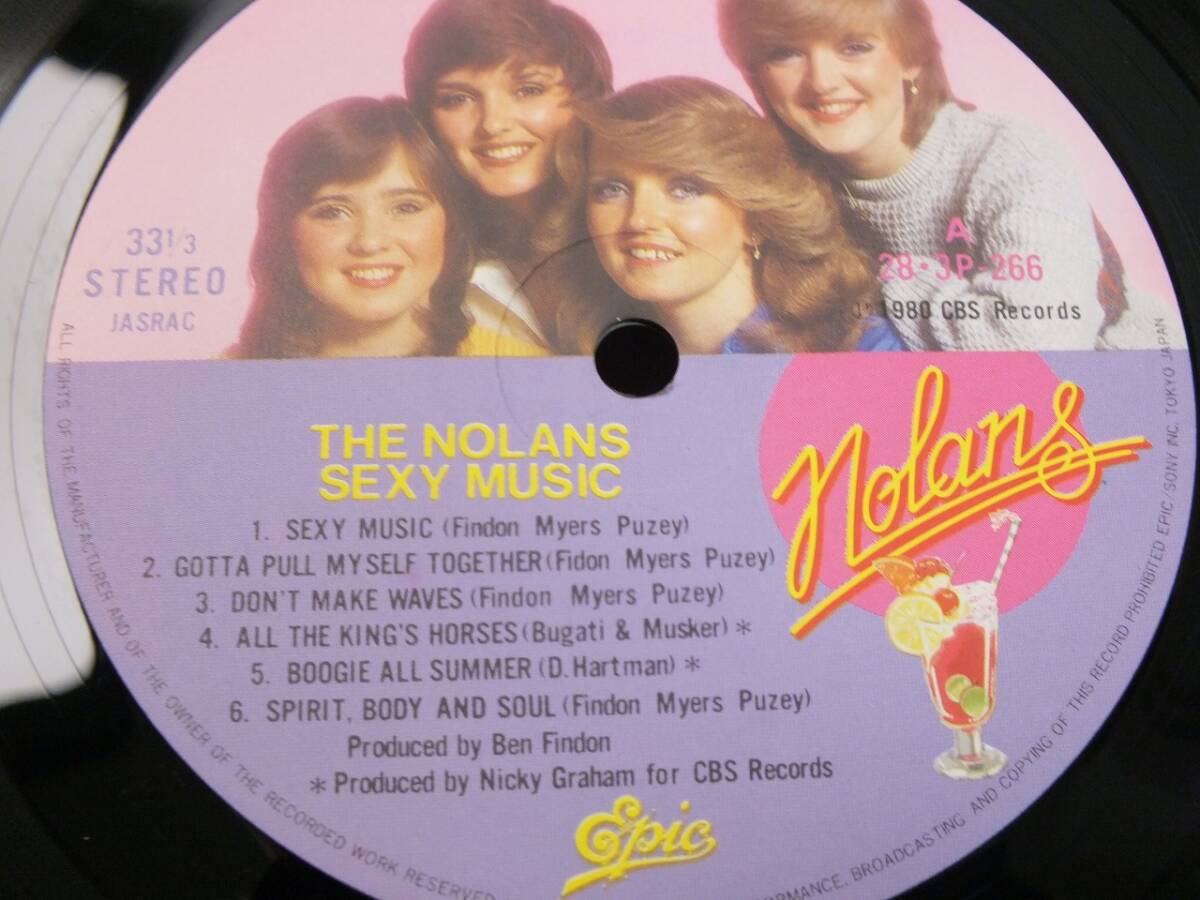 33 1/3
STEREO
JASRAC
A
28・3P-266
℗ 1980 CBS Records
THE NOLANS
SEXY MUSIC
Nolans
1. SEXY MUSIC (Findon Myers Puzey)
2. GOTTA PULL MYSELF TOGETHER (Fidon Myers Puzey)
3. DON'T MAKE WAVES (Findon Myers Puzey)
4. ALL THE KING'S HORSES (Bugati & Musker) *
5. BOOGIE ALL SUMMER (D. Hartman) *
6. SPIRIT, BODY AND SOUL (Findon Myers Puzey)
Produced by Ben Findon
* Produced by Nicky Graham for CBS Records
Epic
ALL RIGHTS OF THE MANUFACTURER AND OF THE OWNER OF THE RECORDED WORK RESERVED
PERFORMANCE, BROADCASTING AND COPYING OF THIS RECORD PROHIBITED EPIC/SONY INC. TOKYO JAPAN